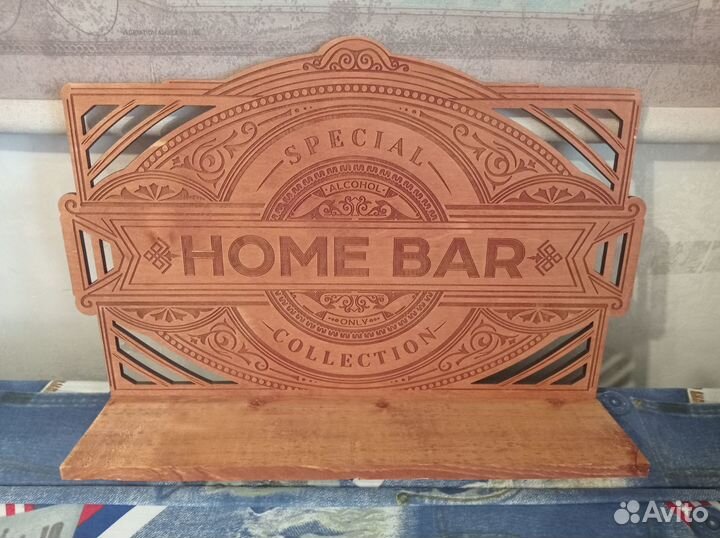 SPECIAL
ALCOHOL
HOME BAR
ONLY
COLLECTION
Avito